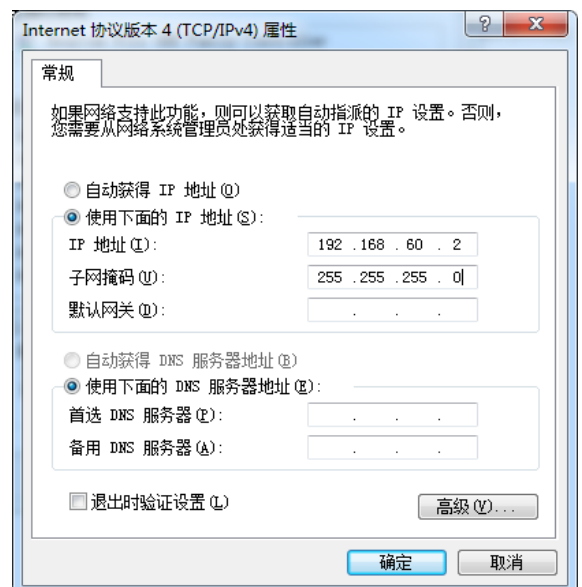 Internet 协议版本 4 (TCP/IPv4) 属性
常规
如果网络支持此功能，则可以获取自动指派的 IP 设置。否则，
您需要从网络系统管理员处获得适当的 IP 设置。
自动获得 IP 地址(O)
使用下面的 IP 地址(S):
IP 地址(I): 192 .168 .60 . 2
子网掩码(U): 255 .255 .255 . 0
默认网关(D): . . .
自动获得 DNS 服务器地址(B)
使用下面的 DNS 服务器地址(E):
首选 DNS 服务器(P): . . .
备用 DNS 服务器(A): . . .
退出时验证设置(L)
高级(V)...
确定 取消